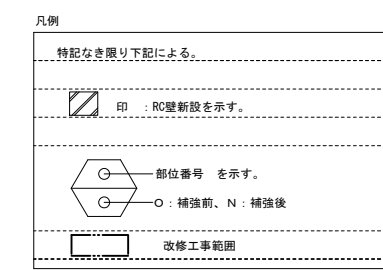 凡例
特記なき限り下記による。
印 :RC壁新設を示す。
部位番号 を示す。
O:補強前、N:補強後
改修工事範囲